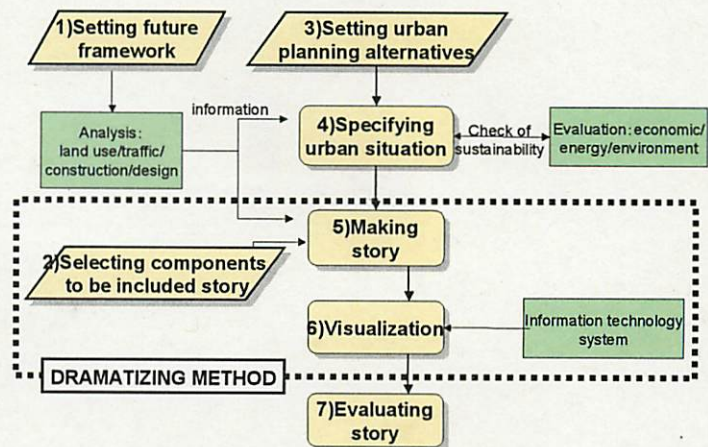 1)Setting future
framework
3)Setting urban
planning alternatives
information
Analysis:
land use/traffic/
construction/design
4)Specifying
urban situation
Check of
sustainability
Evaluation: economic/
energy/environment
5)Making
story
2)Selecting components
to be included story
6)Visualization
Information technology
system
DRAMATIZING METHOD
7)Evaluating
story